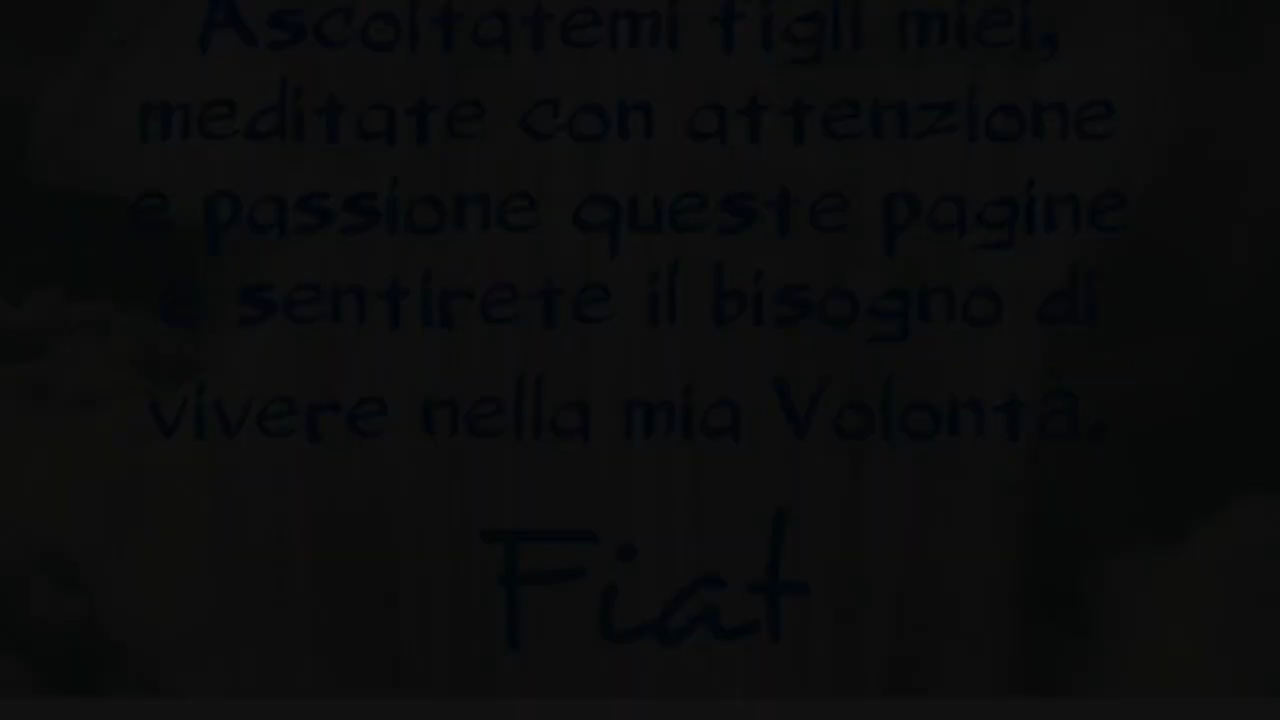 Ascoltatemi figli miei,
meditate con attenzione
e passione queste pagine
e sentirete il bisogno di
vivere nella mia Volontà.
Fiat